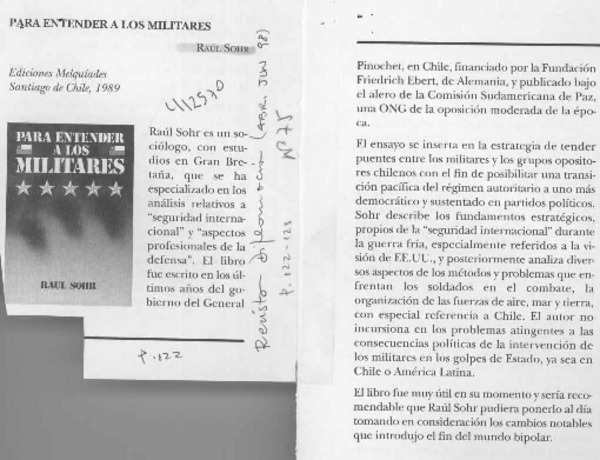 PARA ENTENDER A LOS MILITARES
RAÚL SOHR
Ediciones Melquíades
Santiago de Chile, 1989
PARA ENTENDER
A LOS
MILITARES
RAUL SOHR
Raúl Sohr es un so-
ciólogo, con estu-
dios en Gran Bre-
taña, que se ha
especializado en los
análisis relativos a
"seguridad interna-
cional" y "aspectos
profesionales de la
defensa". El libro
fue escrito en los úl-
timos años del go-
bierno del General
P. 122
Revista Diplomacia (ABR. JUN 98)
Nº 75
P. 122-123
Pinochet, en Chile, financiado por la Fundación
Friedrich Ebert, de Alemania, y publicado bajo
el alero de la Comisión Sudamericana de Paz,
una ONG de la oposición moderada de la épo-
ca.
El ensayo se inserta en la estrategia de tender
puentes entre los militares y los grupos oposito-
res chilenos con el fin de posibilitar una transi-
ción pacífica del régimen autoritario a uno más
democrático y sustentado en partidos políticos.
Sohr describe los fundamentos estratégicos,
propios de la "seguridad internacional" durante
la guerra fría, especialmente referidos a la vi-
sión de EE.UU., y posteriormente analiza diver-
sos aspectos de los métodos y problemas que en-
frentan los soldados en el combate, la
organización de las fuerzas de aire, mar y tierra,
con especial referencia a Chile. El autor no
incursiona en los problemas atingentes a las
consecuencias políticas de la intervención de
los militares en los golpes de Estado, ya sea en
Chile o América Latina.
El libro fue muy útil en su momento y sería reco-
mendable que Raúl Sohr pudiera ponerlo al día
tomando en consideración los cambios notables
que introdujo el fin del mundo bipolar.